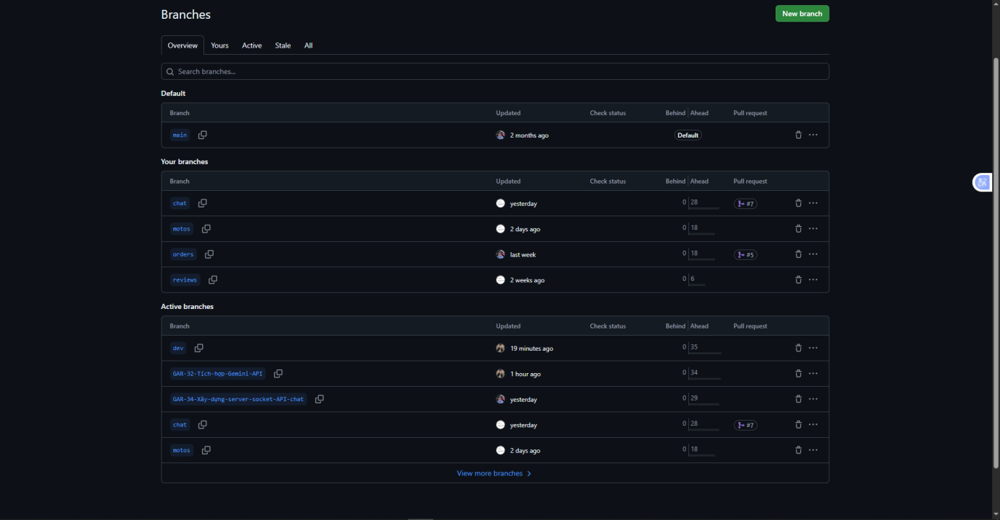 Branches
New branch
Overview Yours Active Stale All
Search branches...
Default
Branch Updated Check status Behind Ahead Pull request
main 2 months ago Default
Your branches
Branch Updated Check status Behind Ahead Pull request
chat yesterday 0 28 #7
motos 2 days ago 0 18
orders last week 0 18 #5
reviews 2 weeks ago 0 6
Active branches
Branch Updated Check status Behind Ahead Pull request
dev 19 minutes ago 0 35
GAR-32-Tích-hợp-Gemini-API 1 hour ago 0 34
GAR-34-Xây-dựng-server-socket-API-chat yesterday 0 29
chat yesterday 0 28 #7
motos 2 days ago 0 18
View more branches